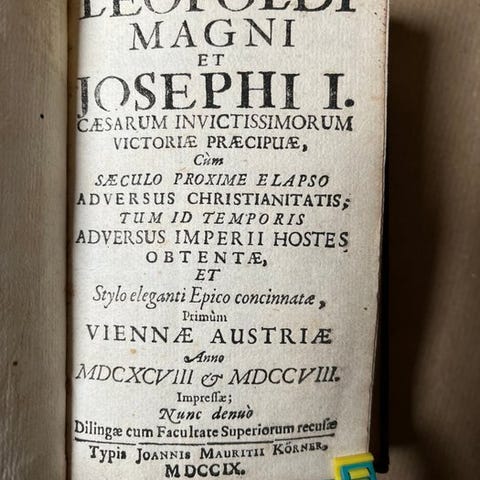 LEOPOLDI
MAGNI
ET
JOSEPHI I.
CÆSARUM INVICTISSIMORUM
VICTORIÆ PRÆCIPUÆ,
Cùm
SÆCULO PROXIME ELAPSO
ADVERSUS CHRISTIANITATIS;
TUM ID TEMPORIS
ADVERSUS IMPERII HOSTES
OBTENTÆ,
ET
Stylo eleganti Epico concinnatæ,
Primùm
VIENNÆ AUSTRIÆ
Anno
MDCXCVIII & MDCCVIII.
Impressæ;
Nunc denuò
Dilingæ cum Facultate Superiorum recusæ
Typis JOANNIS MAURITII KÖRNER,
MDCCIX.